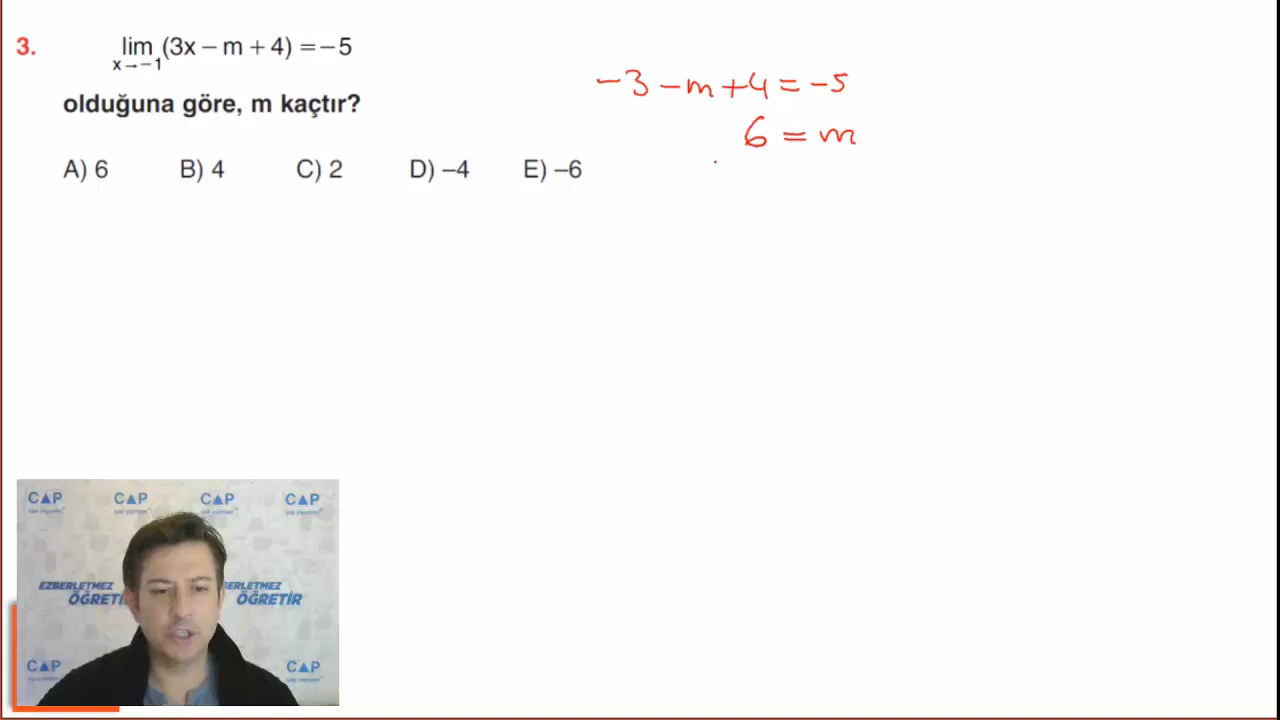 3. lim (3x – m + 4) = –5
x → –1
olduğuna göre, m kaçtır?
A) 6 B) 4 C) 2 D) –4 E) –6
-3 - m + 4 = -5
6 = m
CAP CAP CAP CAP
EZBERLETMEZ ÖĞRETİR
BERLETMEZ ÖĞRETİR
CAP CAP